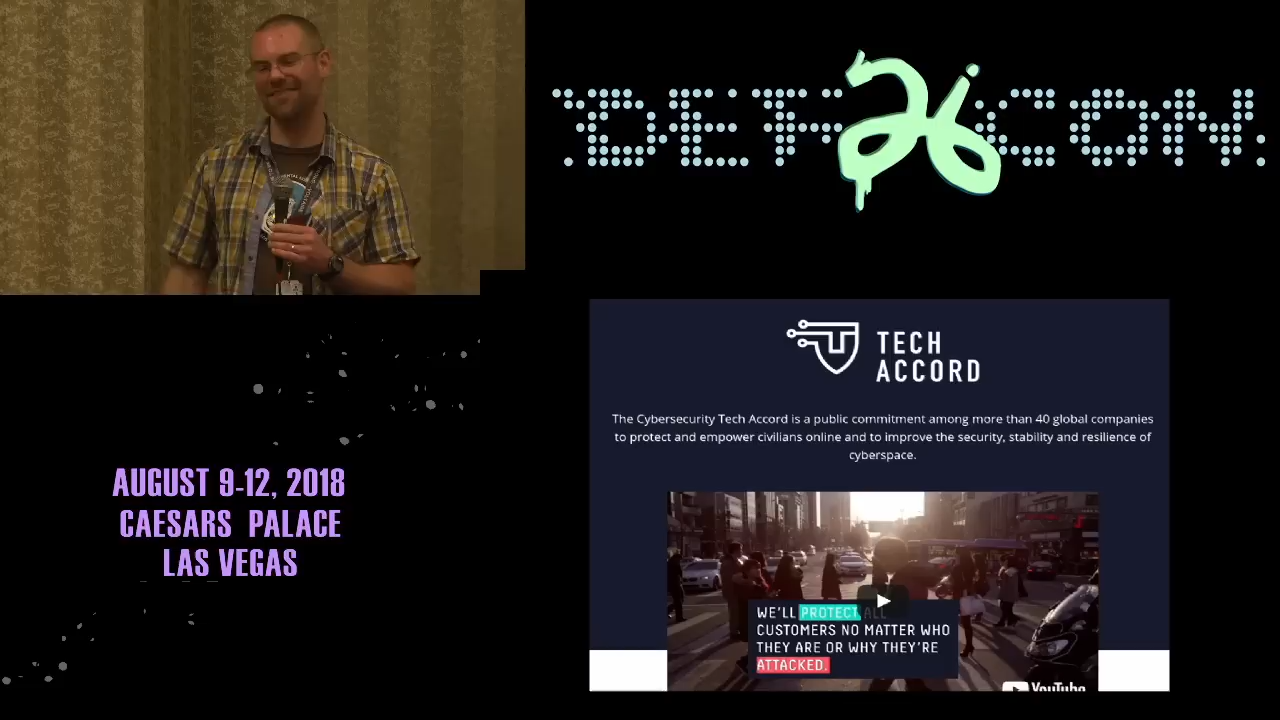 DEF 26 CON
TECH
ACCORD
The Cybersecurity Tech Accord is a public commitment among more than 40 global companies
to protect and empower civilians online and to improve the security, stability and resilience of
cyberspace.
WE'LL PROTECT ALL
CUSTOMERS NO MATTER WHO
THEY ARE OR WHY THEY'RE
ATTACKED.
YouTube
AUGUST 9-12, 2018
CAESARS PALACE
LAS VEGAS